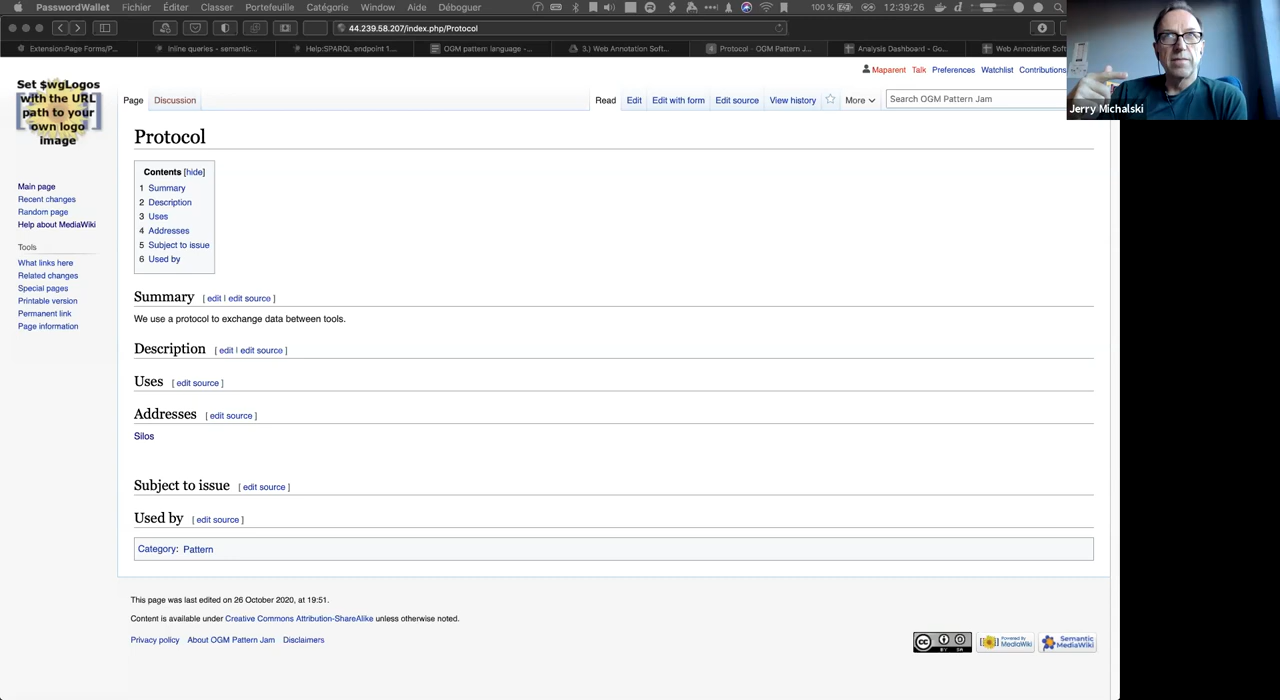 PasswordWallet Fichier Éditer Classer Portefeuille Catégorie Window Aide Déboguer 100 % 12:39:26
44.239.58.207/index.php/Protocol
Extension:Page Forms/P... Inline queries - semantic... Help:SPARQL endpoint 1.... OGM pattern language -... 3.) Web Annotation Soft... Protocol - OGM Pattern J... Analysis Dashboard - Go... Web Annotation Sof
Jerry Michalski
Set $wgLogos
with the URL
path to your
own logo
image
Maparent Talk Preferences Watchlist Contributions
Page Discussion Read Edit Edit with form Edit source View history More Search OGM Pattern Jam
Protocol
Contents [hide]
1 Summary
2 Description
3 Uses
4 Addresses
5 Subject to issue
6 Used by
Main page
Recent changes
Random page
Help about MediaWiki
Tools
What links here
Related changes
Special pages
Printable version
Permanent link
Page information
Summary [ edit | edit source ]
We use a protocol to exchange data between tools.
Description [ edit | edit source ]
Uses [ edit source ]
Addresses [ edit source ]
Silos
Subject to issue [ edit source ]
Used by [ edit source ]
Category: Pattern
This page was last edited on 26 October 2020, at 19:51.
Content is available under Creative Commons Attribution-ShareAlike unless otherwise noted.
Privacy policy About OGM Pattern Jam Disclaimers
CC BY SA
Powered By MediaWiki
Semantic MediaWiki